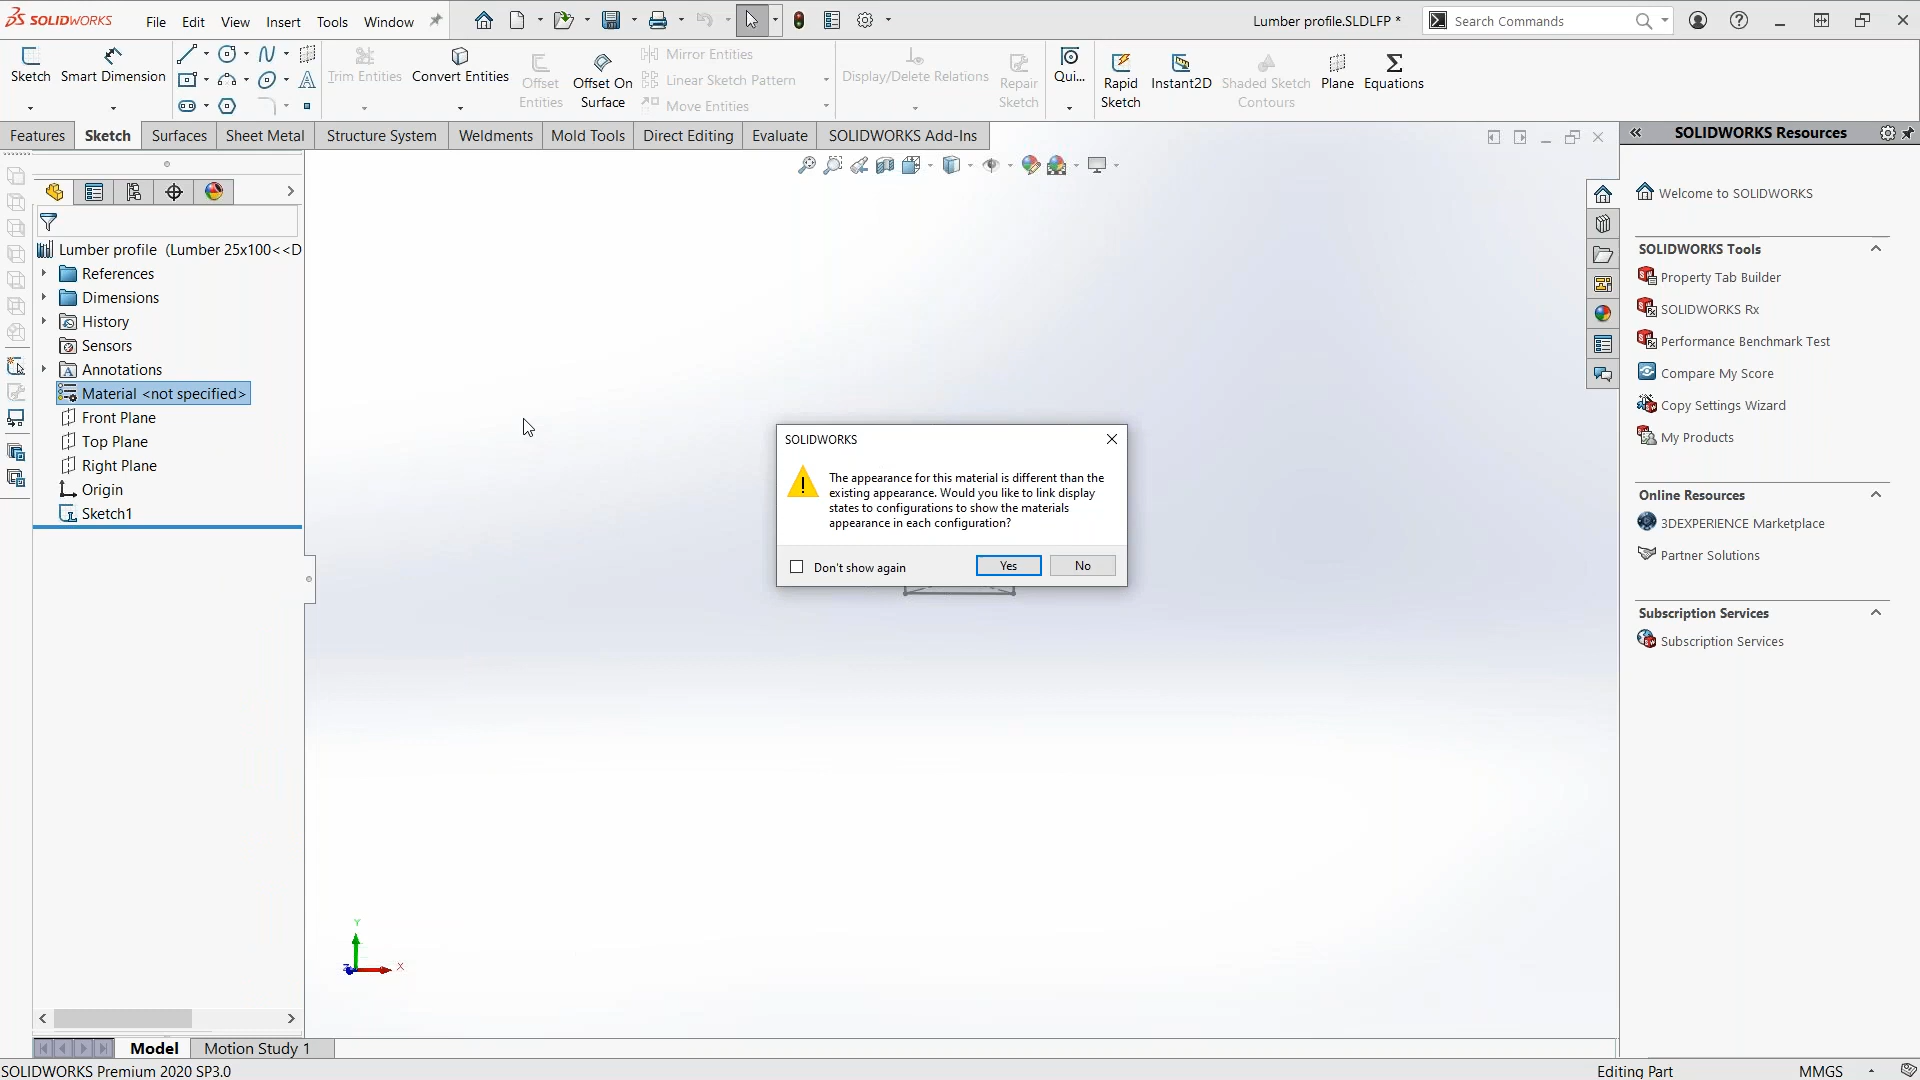 SOLIDWORKS File Edit View Insert Tools Window Lumber profile.SLDLFP * Search Commands
Sketch Smart Dimension Trim Entities Convert Entities Offset Entities Offset On Surface Mirror Entities Linear Sketch Pattern Move Entities Display/Delete Relations Repair Sketch Qui... Rapid Sketch Instant2D Shaded Sketch Contours Plane Equations
Features Sketch Surfaces Sheet Metal Structure System Weldments Mold Tools Direct Editing Evaluate SOLIDWORKS Add-Ins
SOLIDWORKS Resources
Lumber profile (Lumber 25x100<<D
References
Dimensions
History
Sensors
Annotations
Material <not specified>
Front Plane
Top Plane
Right Plane
Origin
Sketch1
SOLIDWORKS
The appearance for this material is different than the
existing appearance. Would you like to link display
states to configurations to show the materials
appearance in each configuration?
Don't show again Yes No
Y
Z X
Welcome to SOLIDWORKS
SOLIDWORKS Tools
Property Tab Builder
SOLIDWORKS Rx
Performance Benchmark Test
Compare My Score
Copy Settings Wizard
My Products
Online Resources
3DEXPERIENCE Marketplace
Partner Solutions
Subscription Services
Subscription Services
Model Motion Study 1
SOLIDWORKS Premium 2020 SP3.0 Editing Part MMGS